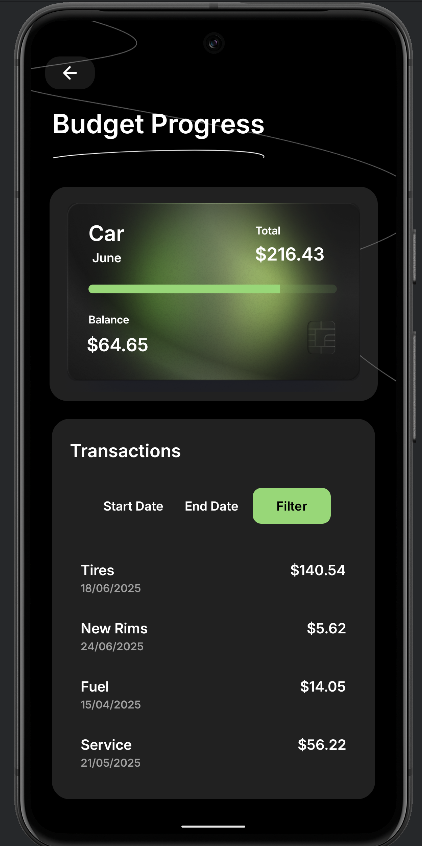 Budget Progress
Car
Total
June
$216.43
Balance
$64.65
Transactions
Start Date End Date Filter
Tires $140.54
18/06/2025
New Rims $5.62
24/06/2025
Fuel $14.05
15/04/2025
Service $56.22
21/05/2025